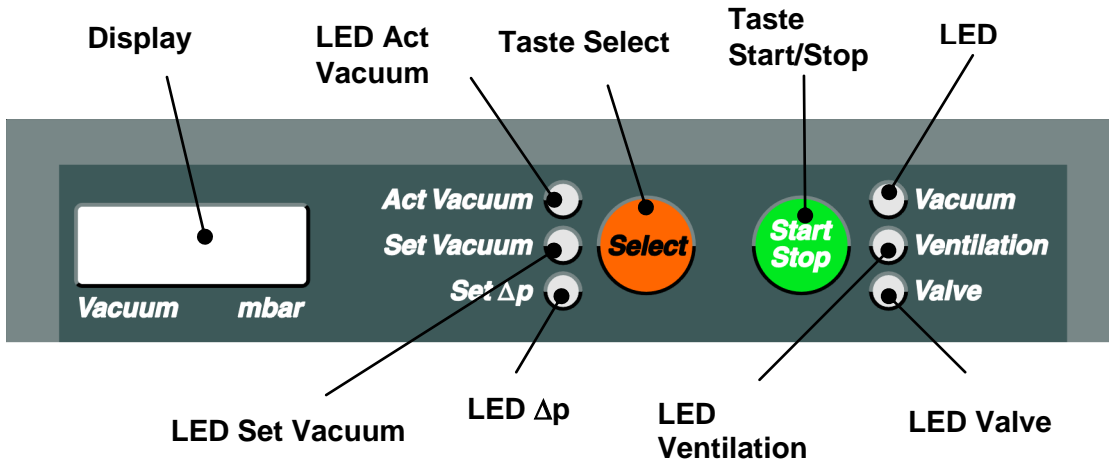 Display
LED Act
Vacuum
Taste Select
Taste
Start/Stop
LED
Act Vacuum
Set Vacuum
Set Δp
Select
Start
Stop
Vacuum
Ventilation
Valve
Vacuum mbar
LED Set Vacuum
LED Δp
LED
Ventilation
LED Valve